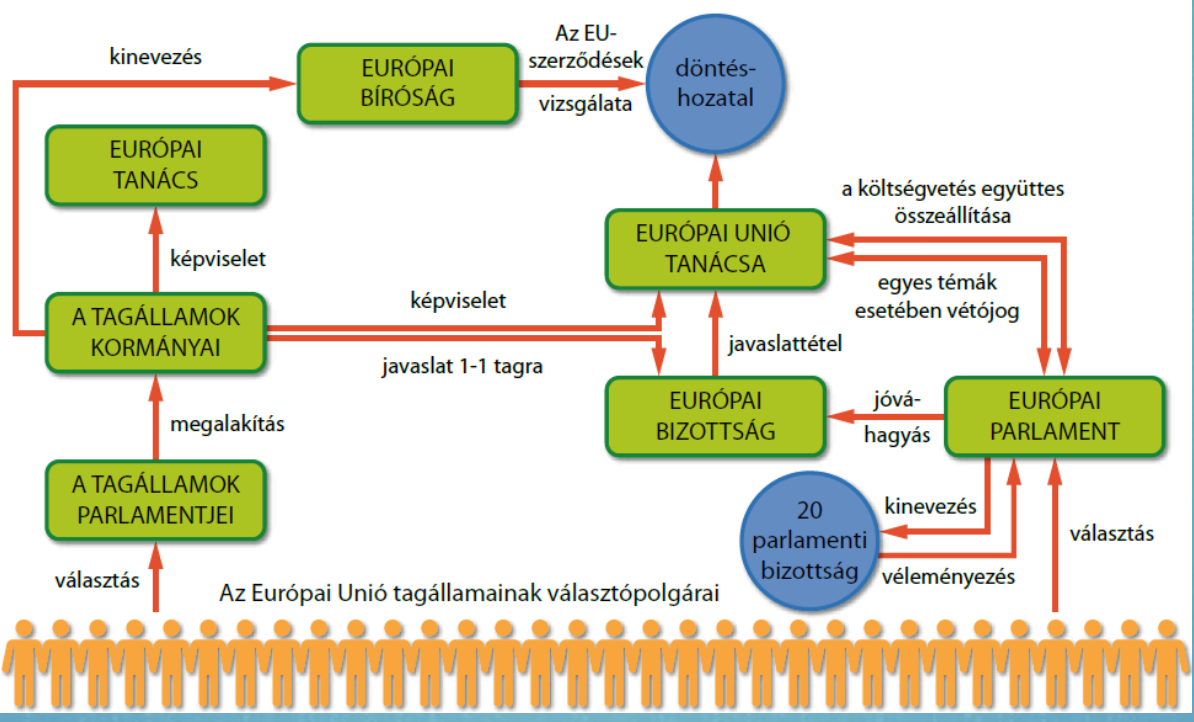 kinevezés
EURÓPAI
BÍRÓSÁG
Az EU-
szerződések
vizsgálata
döntés-
hozatal
EURÓPAI
TANÁCS
a költségvetés együttes
összeállítása
EURÓPAI UNIÓ
TANÁCSA
képviselet
egyes témák
esetében vétójog
A TAGÁLLAMOK
KORMÁNYAI
képviselet
javaslat 1-1 tagra
javaslattétel
EURÓPAI
BIZOTTSÁG
jóvá-
hagyás
EURÓPAI
PARLAMENT
megalakítás
A TAGÁLLAMOK
PARLAMENTJEI
20
parlamenti
bizottság
kinevezés
véleményezés
választás
választás
Az Európai Unió tagállamainak választópolgárai